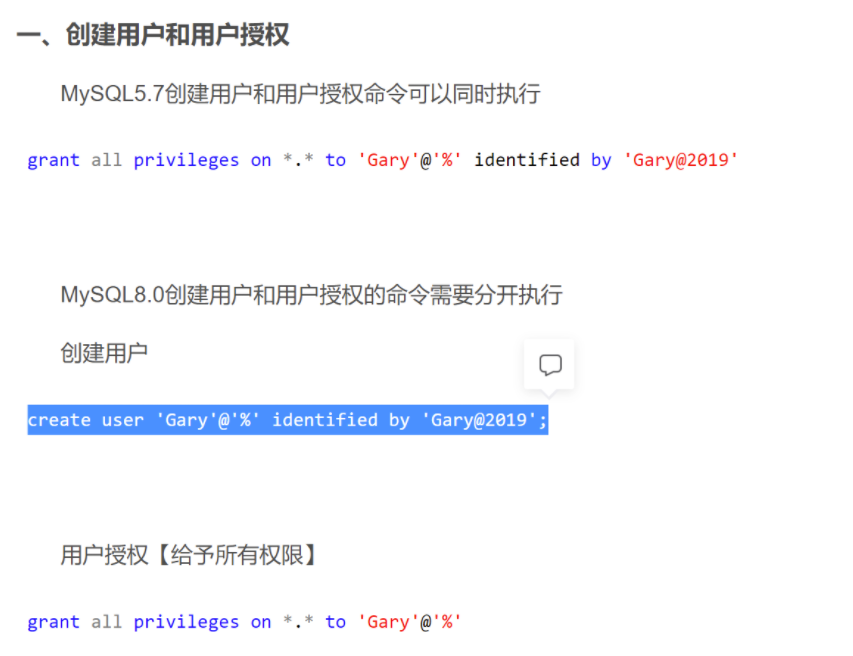 一、创建用户和用户授权
MySQL5.7创建用户和用户授权命令可以同时执行
grant all privileges on *.* to 'Gary'@'%' identified by 'Gary@2019'
MySQL8.0创建用户和用户授权的命令需要分开执行
创建用户
create user 'Gary'@'%' identified by 'Gary@2019';
用户授权【给予所有权限】
grant all privileges on *.* to 'Gary'@'%'